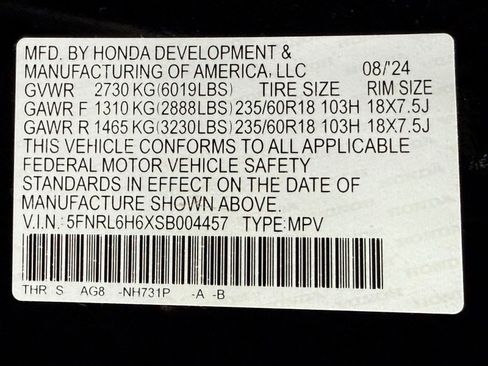 MFD. BY HONDA DEVELOPMENT &
MANUFACTURING OF AMERICA, LLC 08/'24
GVWR 2730 KG(6019LBS) TIRE SIZE RIM SIZE
GAWR F 1310 KG(2888LBS) 235/60R18 103H 18X7.5J
GAWR R 1465 KG(3230LBS) 235/60R18 103H 18X7.5J
THIS VEHICLE CONFORMS TO ALL APPLICABLE
FEDERAL MOTOR VEHICLE SAFETY
STANDARDS IN EFFECT ON THE DATE OF
MANUFACTURE SHOWN ABOVE.
V.I.N.: 5FNRL6H6XSB004457 TYPE: MPV
THR S AG8 -NH731P -A -B